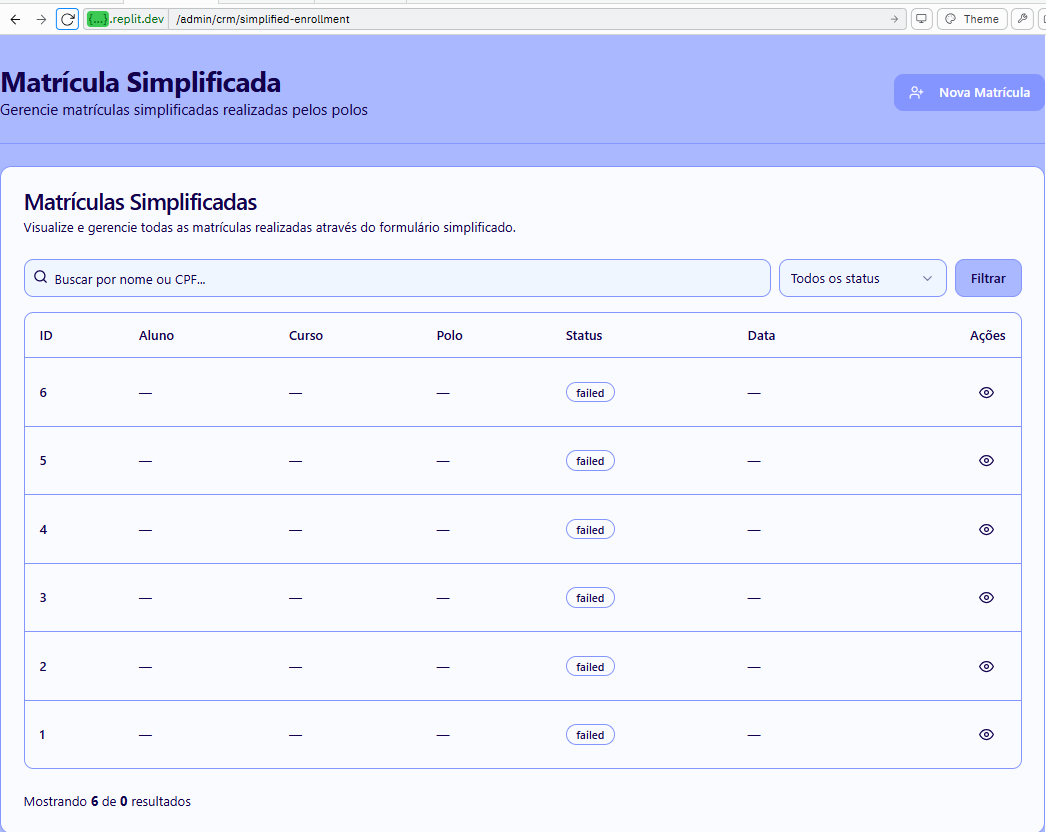 {...}.replit.dev /admin/crm/simplified-enrollment Theme
Matrícula Simplificada
Gerencie matrículas simplificadas realizadas pelos polos
Nova Matrícula
Matrículas Simplificadas
Visualize e gerencie todas as matrículas realizadas através do formulário simplificado.
Buscar por nome ou CPF... Todos os status Filtrar
ID Aluno Curso Polo Status Data Ações
6 — — — failed —
5 — — — failed —
4 — — — failed —
3 — — — failed —
2 — — — failed —
1 — — — failed —
Mostrando 6 de 0 resultados